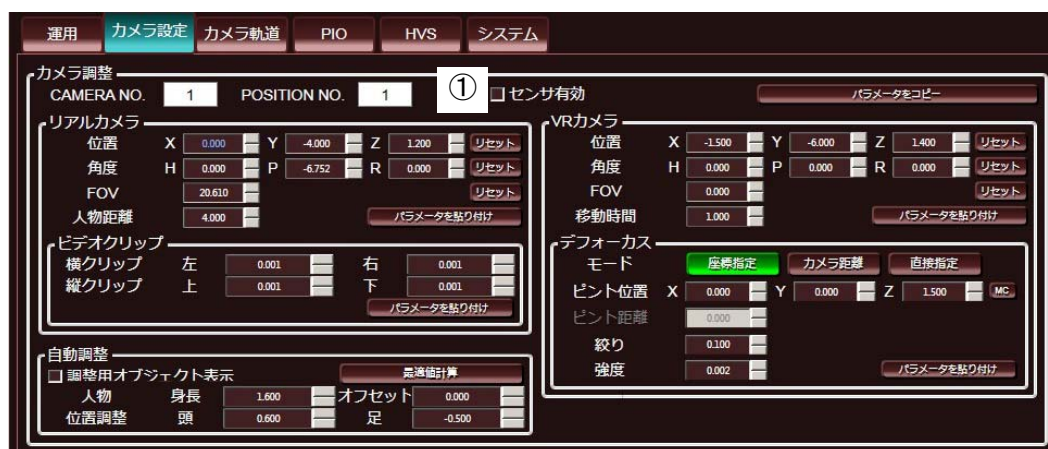 運用 カメラ設定 カメラ軌道 PIO HVS システム
カメラ調整
CAMERA NO. 1 POSITION NO. 1 ① センサ有効 パラメータをコピー
リアルカメラ
位置 X 0.000 Y -4.000 Z 1.200 リセット
角度 H 0.000 P -6.752 R 0.000 リセット
FOV 20.610 リセット
人物距離 4.000 パラメータを貼り付け
ビデオクリップ
横クリップ 左 0.001 右 0.001
縦クリップ 上 0.001 下 0.001
パラメータを貼り付け
自動調整
調整用オブジェクト表示 最適値計算
人物 身長 1.600 オフセット 0.000
位置調整 頭 0.600 足 -0.500
VRカメラ
位置 X -1.500 Y -6.000 Z 1.400 リセット
角度 H 0.000 P 0.000 R 0.000 リセット
FOV 0.000 リセット
移動時間 1.000 パラメータを貼り付け
デフォーカス
モード 座標指定 カメラ距離 直接指定
ピント位置 X 0.000 Y 0.000 Z 1.500 MC
ピント距離 0.000
絞り 0.100
強度 0.002 パラメータを貼り付け